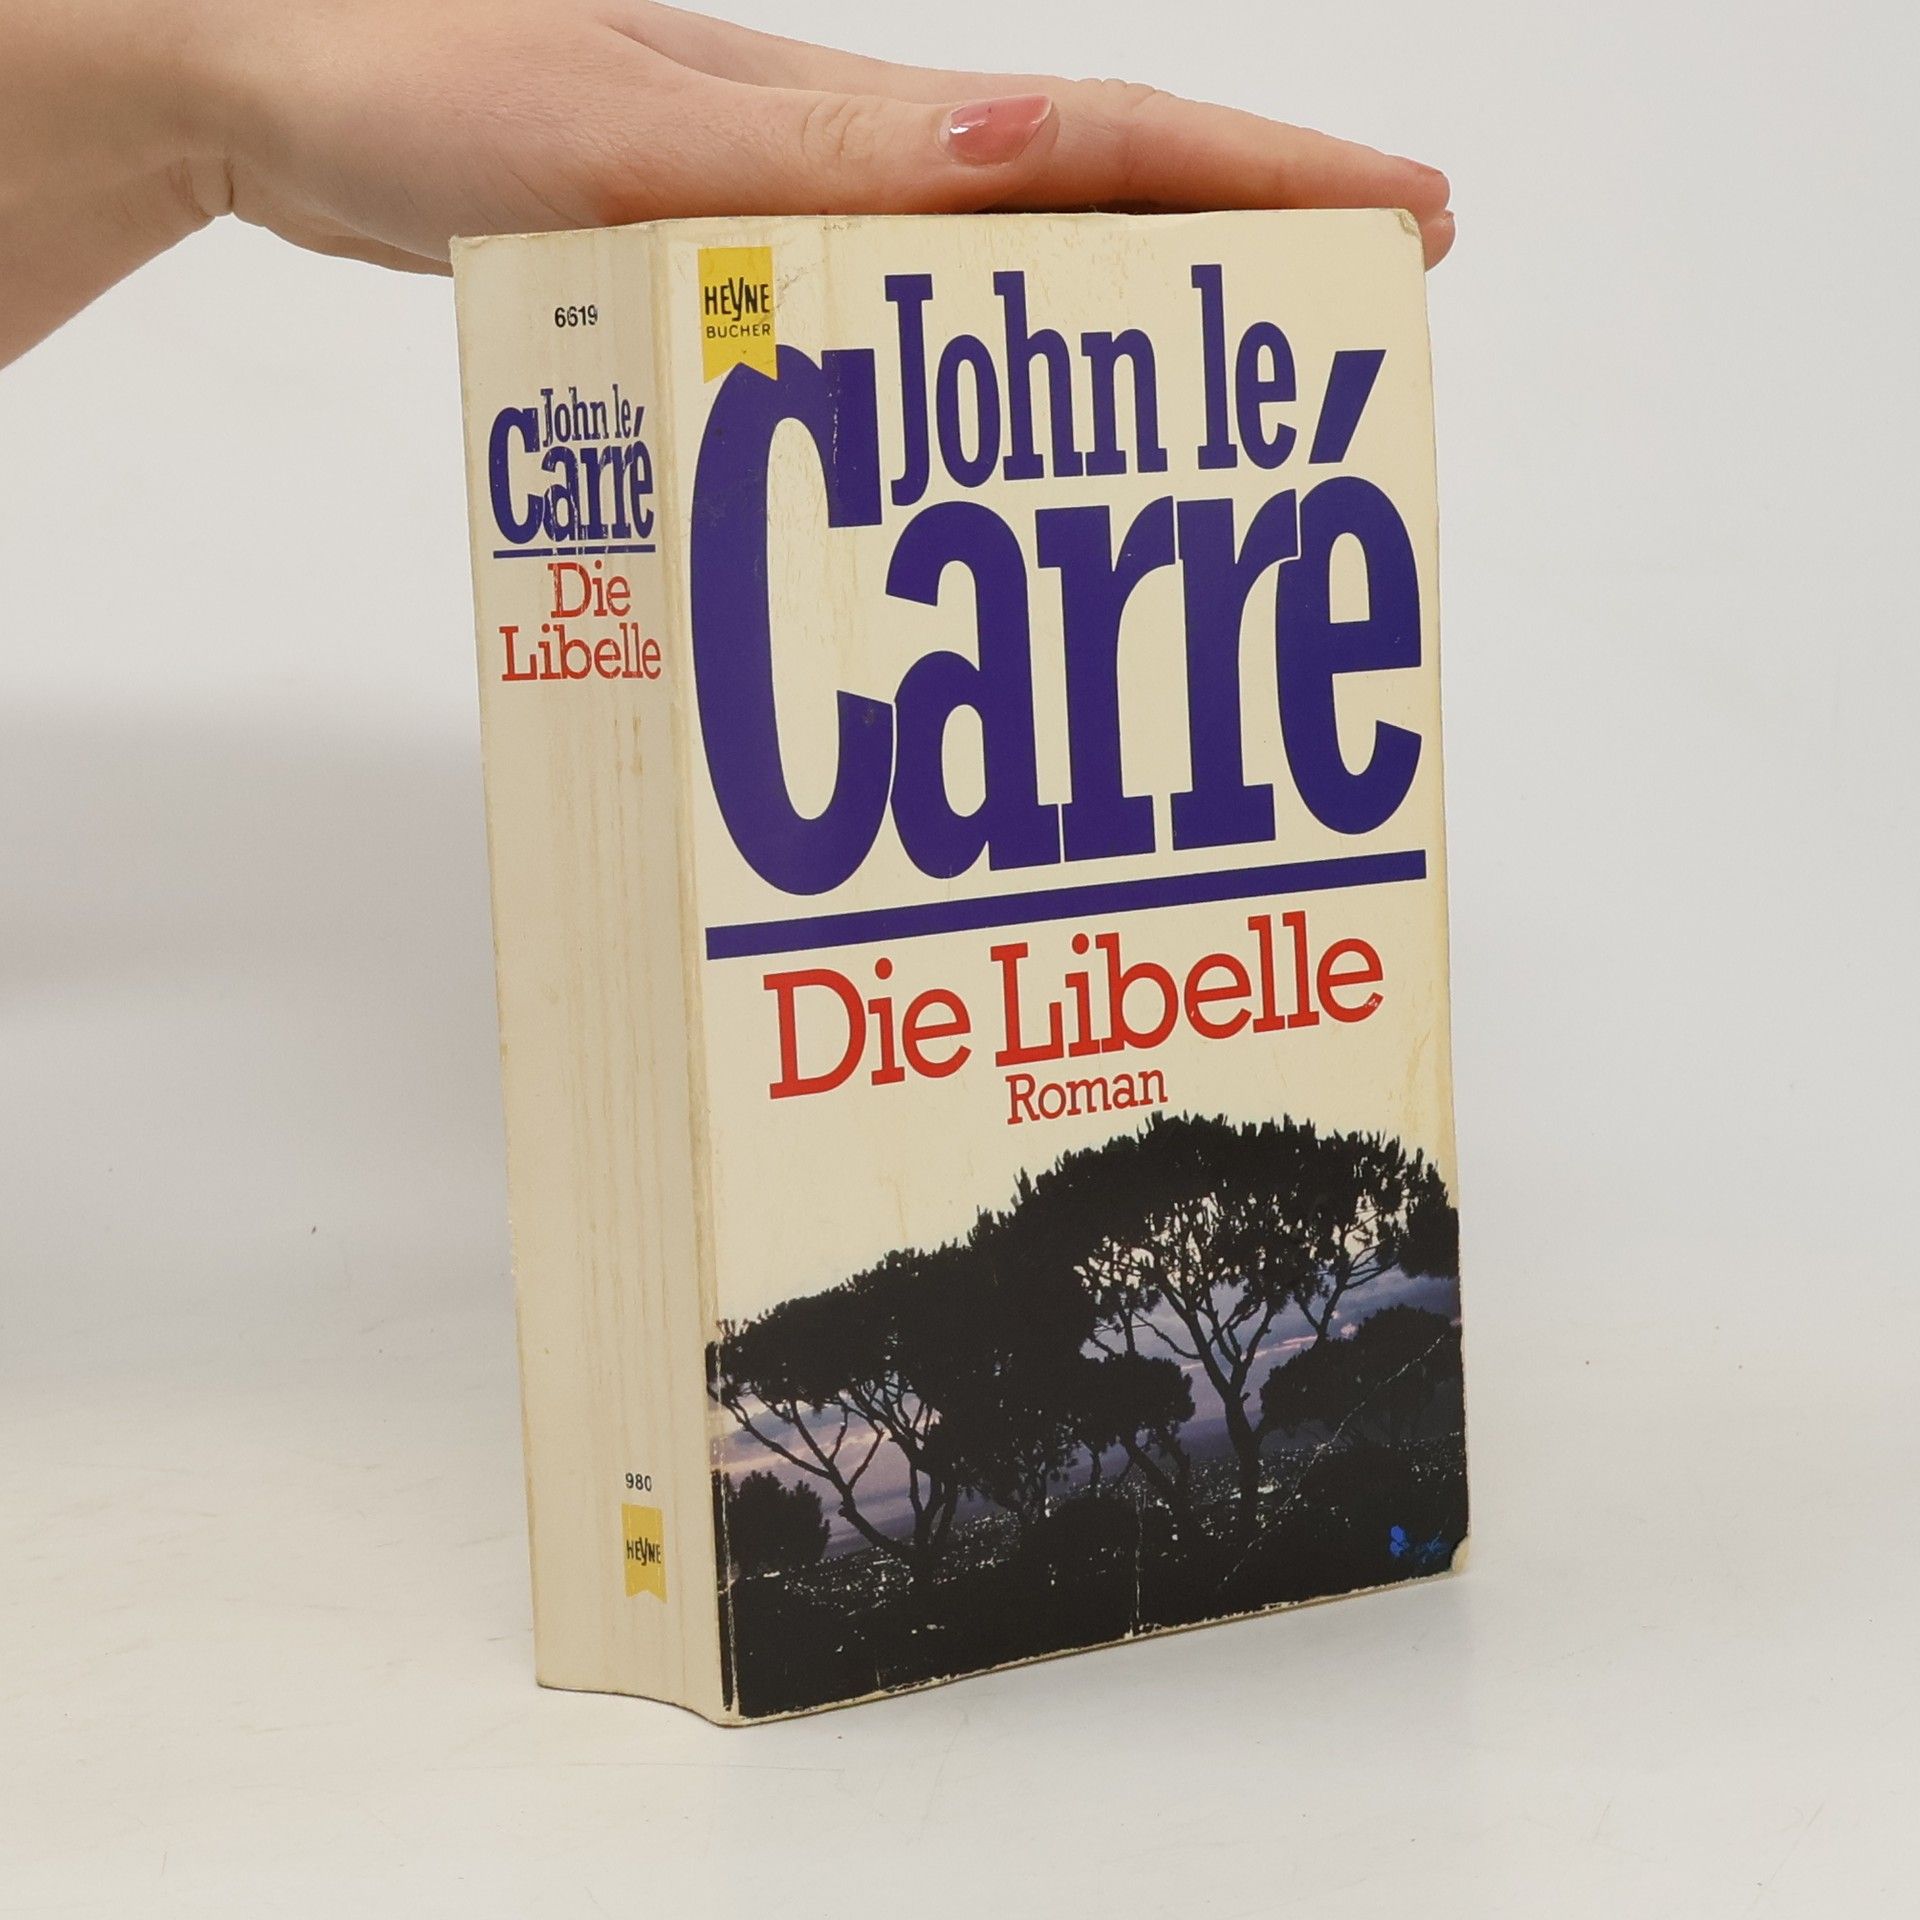 6619
John le
Carré
Die
Libelle
980
HEYNE
HEYNE
BÜCHER
John le
Carré
Die Libelle
Roman